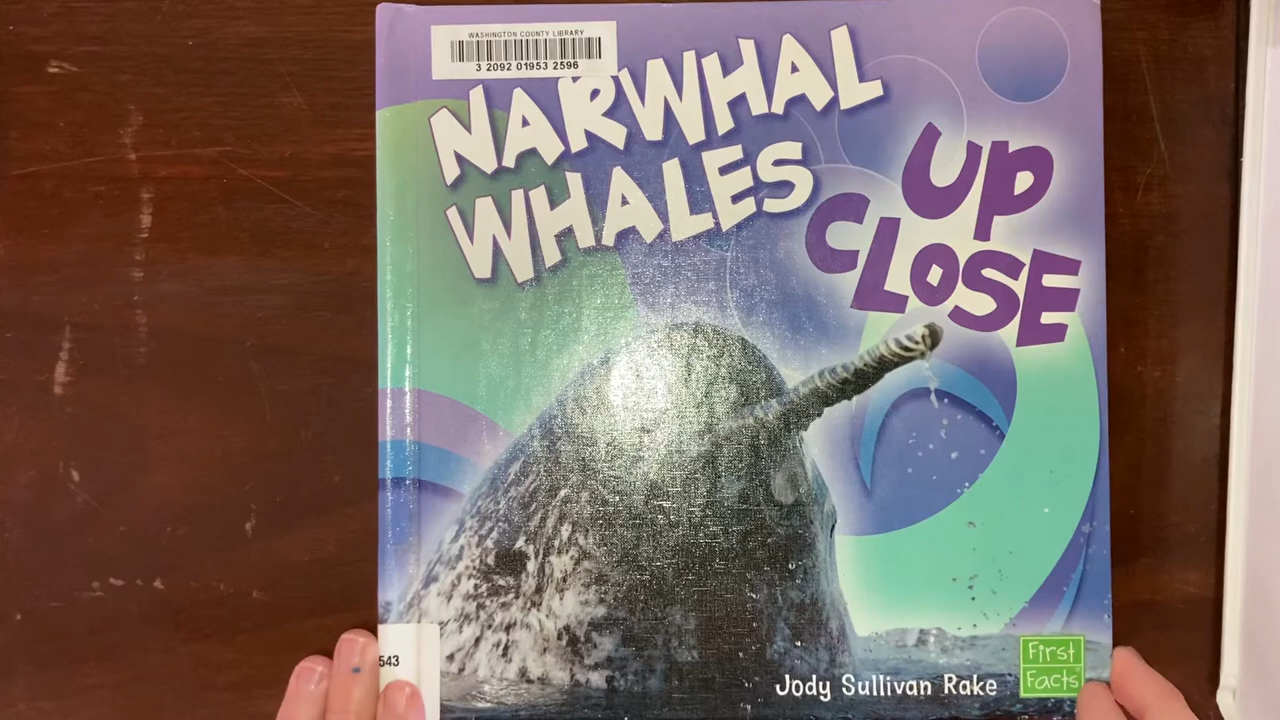 WASHINGTON COUNTY LIBRARY
3 2092 01953 2596
NARWHAL
WHALES
UP
CLOSE
543
Jody Sullivan Rake
First
Facts